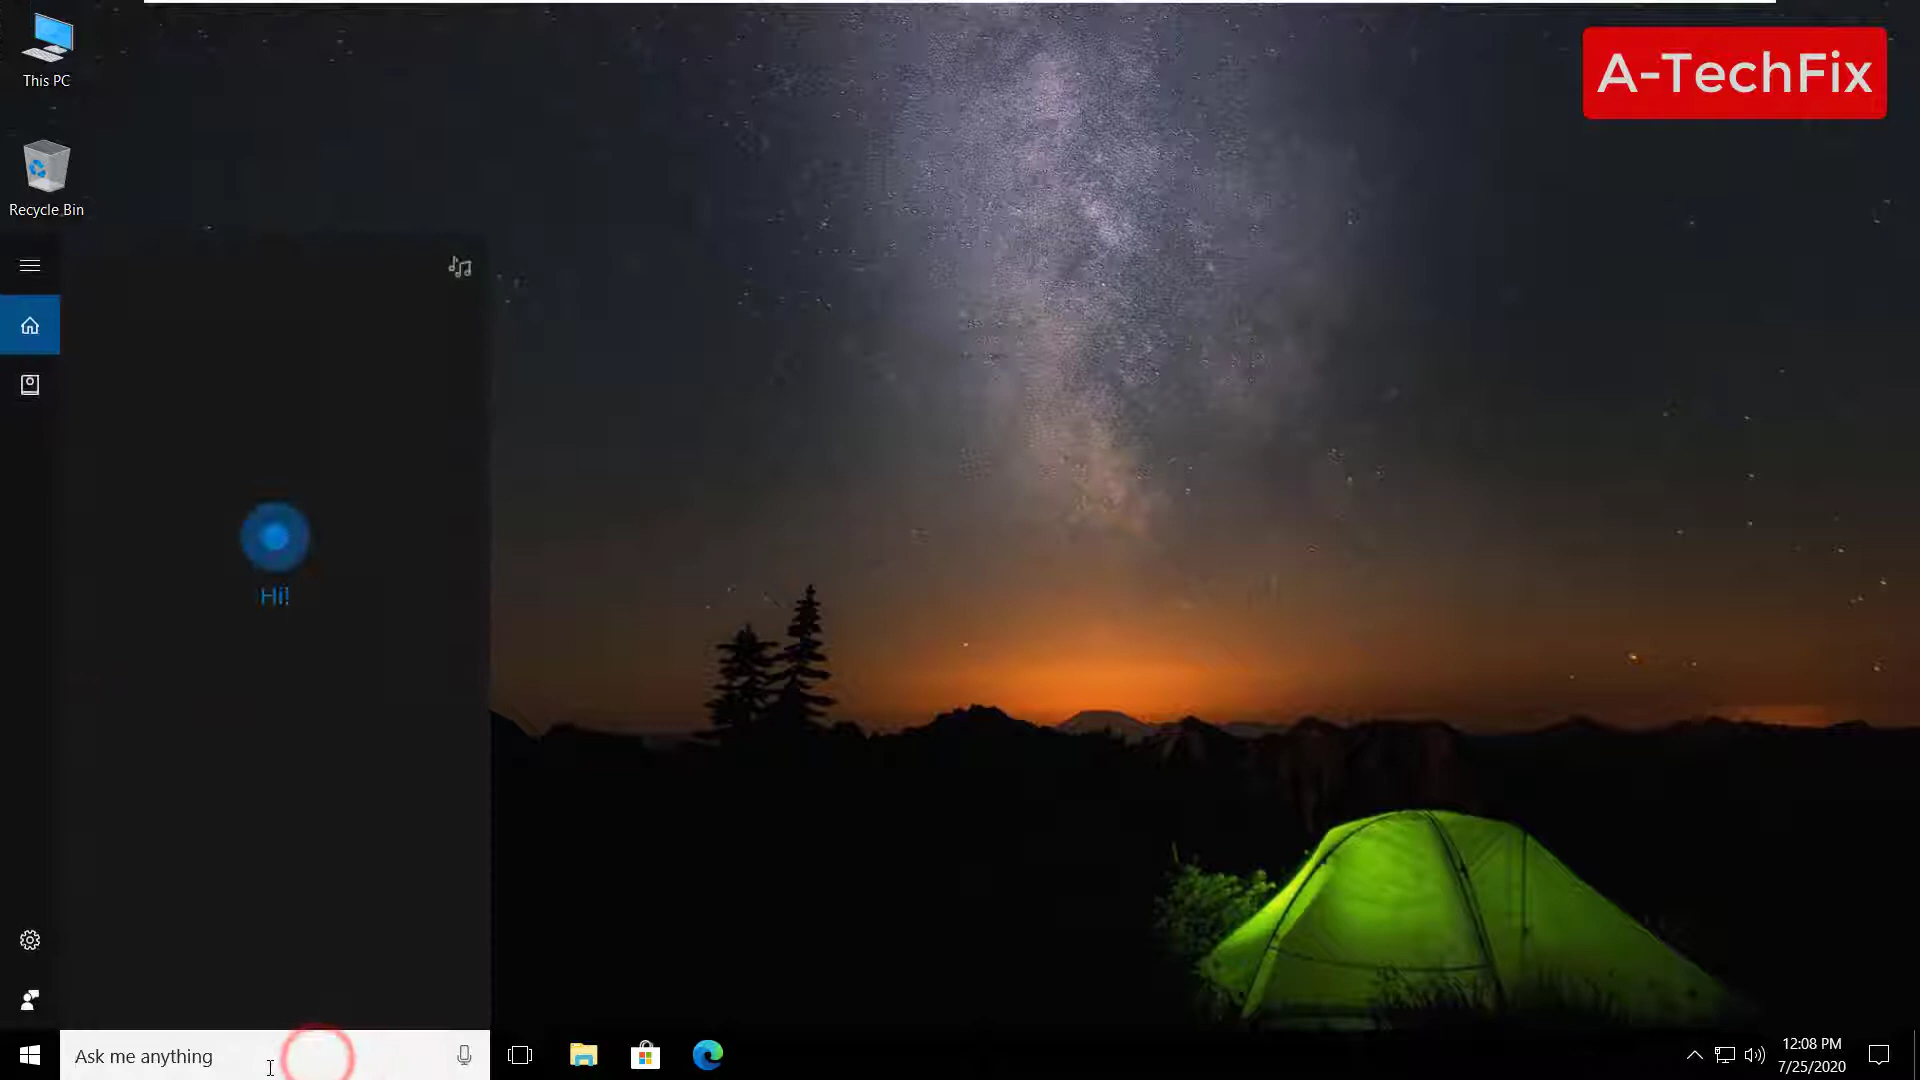 This PC
A-TechFix
Recycle Bin
Hi!
Ask me anything
12:08 PM
7/25/2020